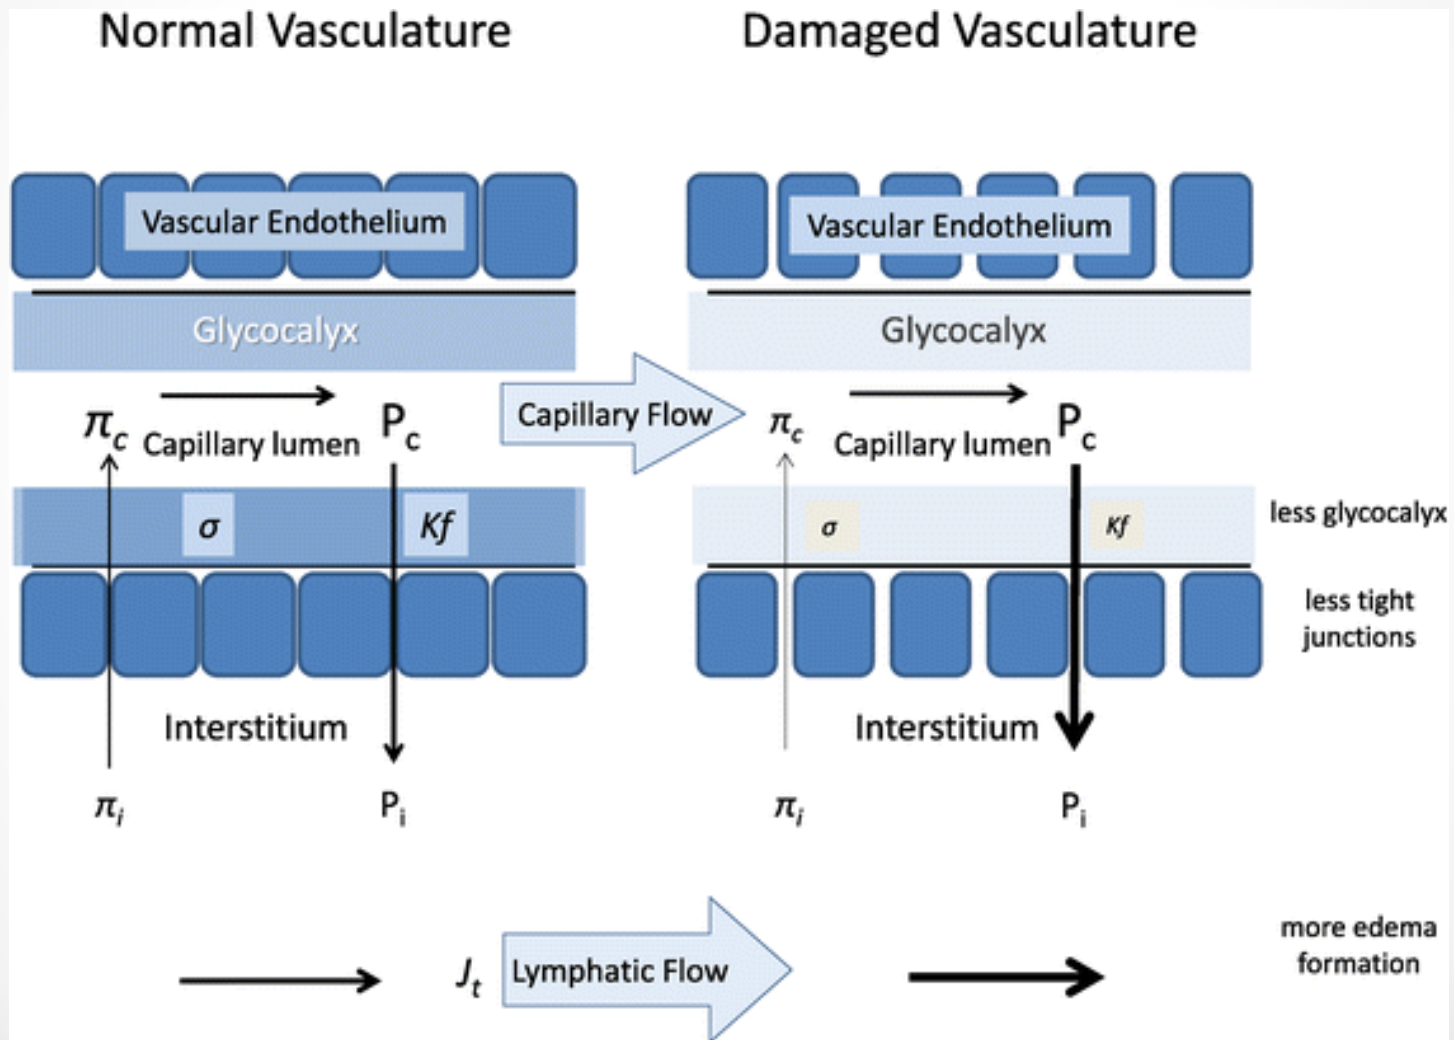 Normal Vasculature
Damaged Vasculature
Vascular Endothelium
Vascular Endothelium
Glycocalyx
Glycocalyx
πc
Capillary lumen
Pc
Capillary Flow
πc
Capillary lumen
Pc
σ
Kf
σ
Kf
less glycocalyx
less tight
junctions
Interstitium
Interstitium
πi
Pi
πi
Pi
Jt
Lymphatic Flow
more edema
formation